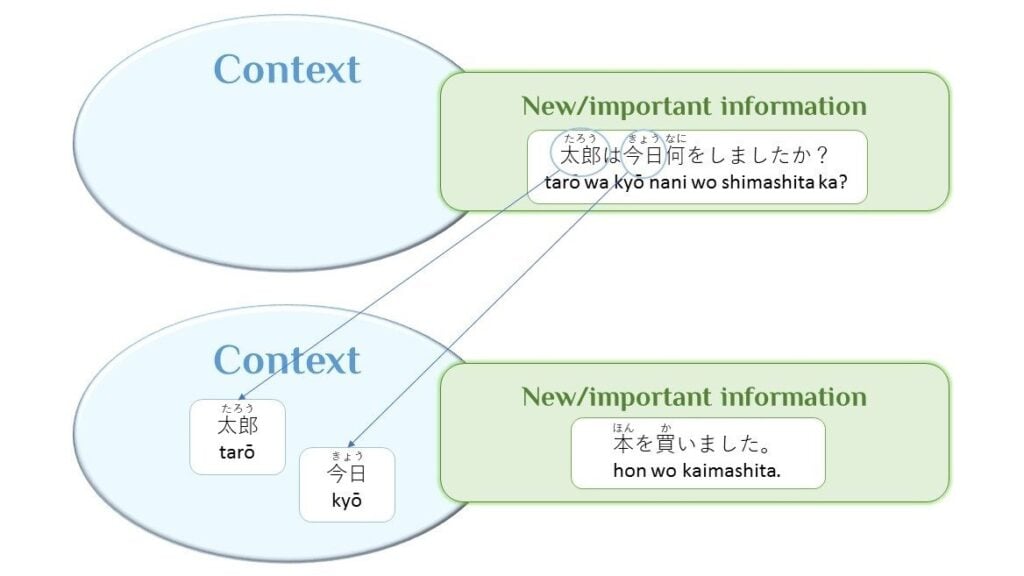 Context
New/important information
たろう きょう なに
太郎は今日何をしましたか？
tarō wa kyō nani wo shimashita ka?
Context
たろう
太郎
tarō
きょう
今日
kyō
New/important information
ほん か
本を買いました。
hon wo kaimashita.